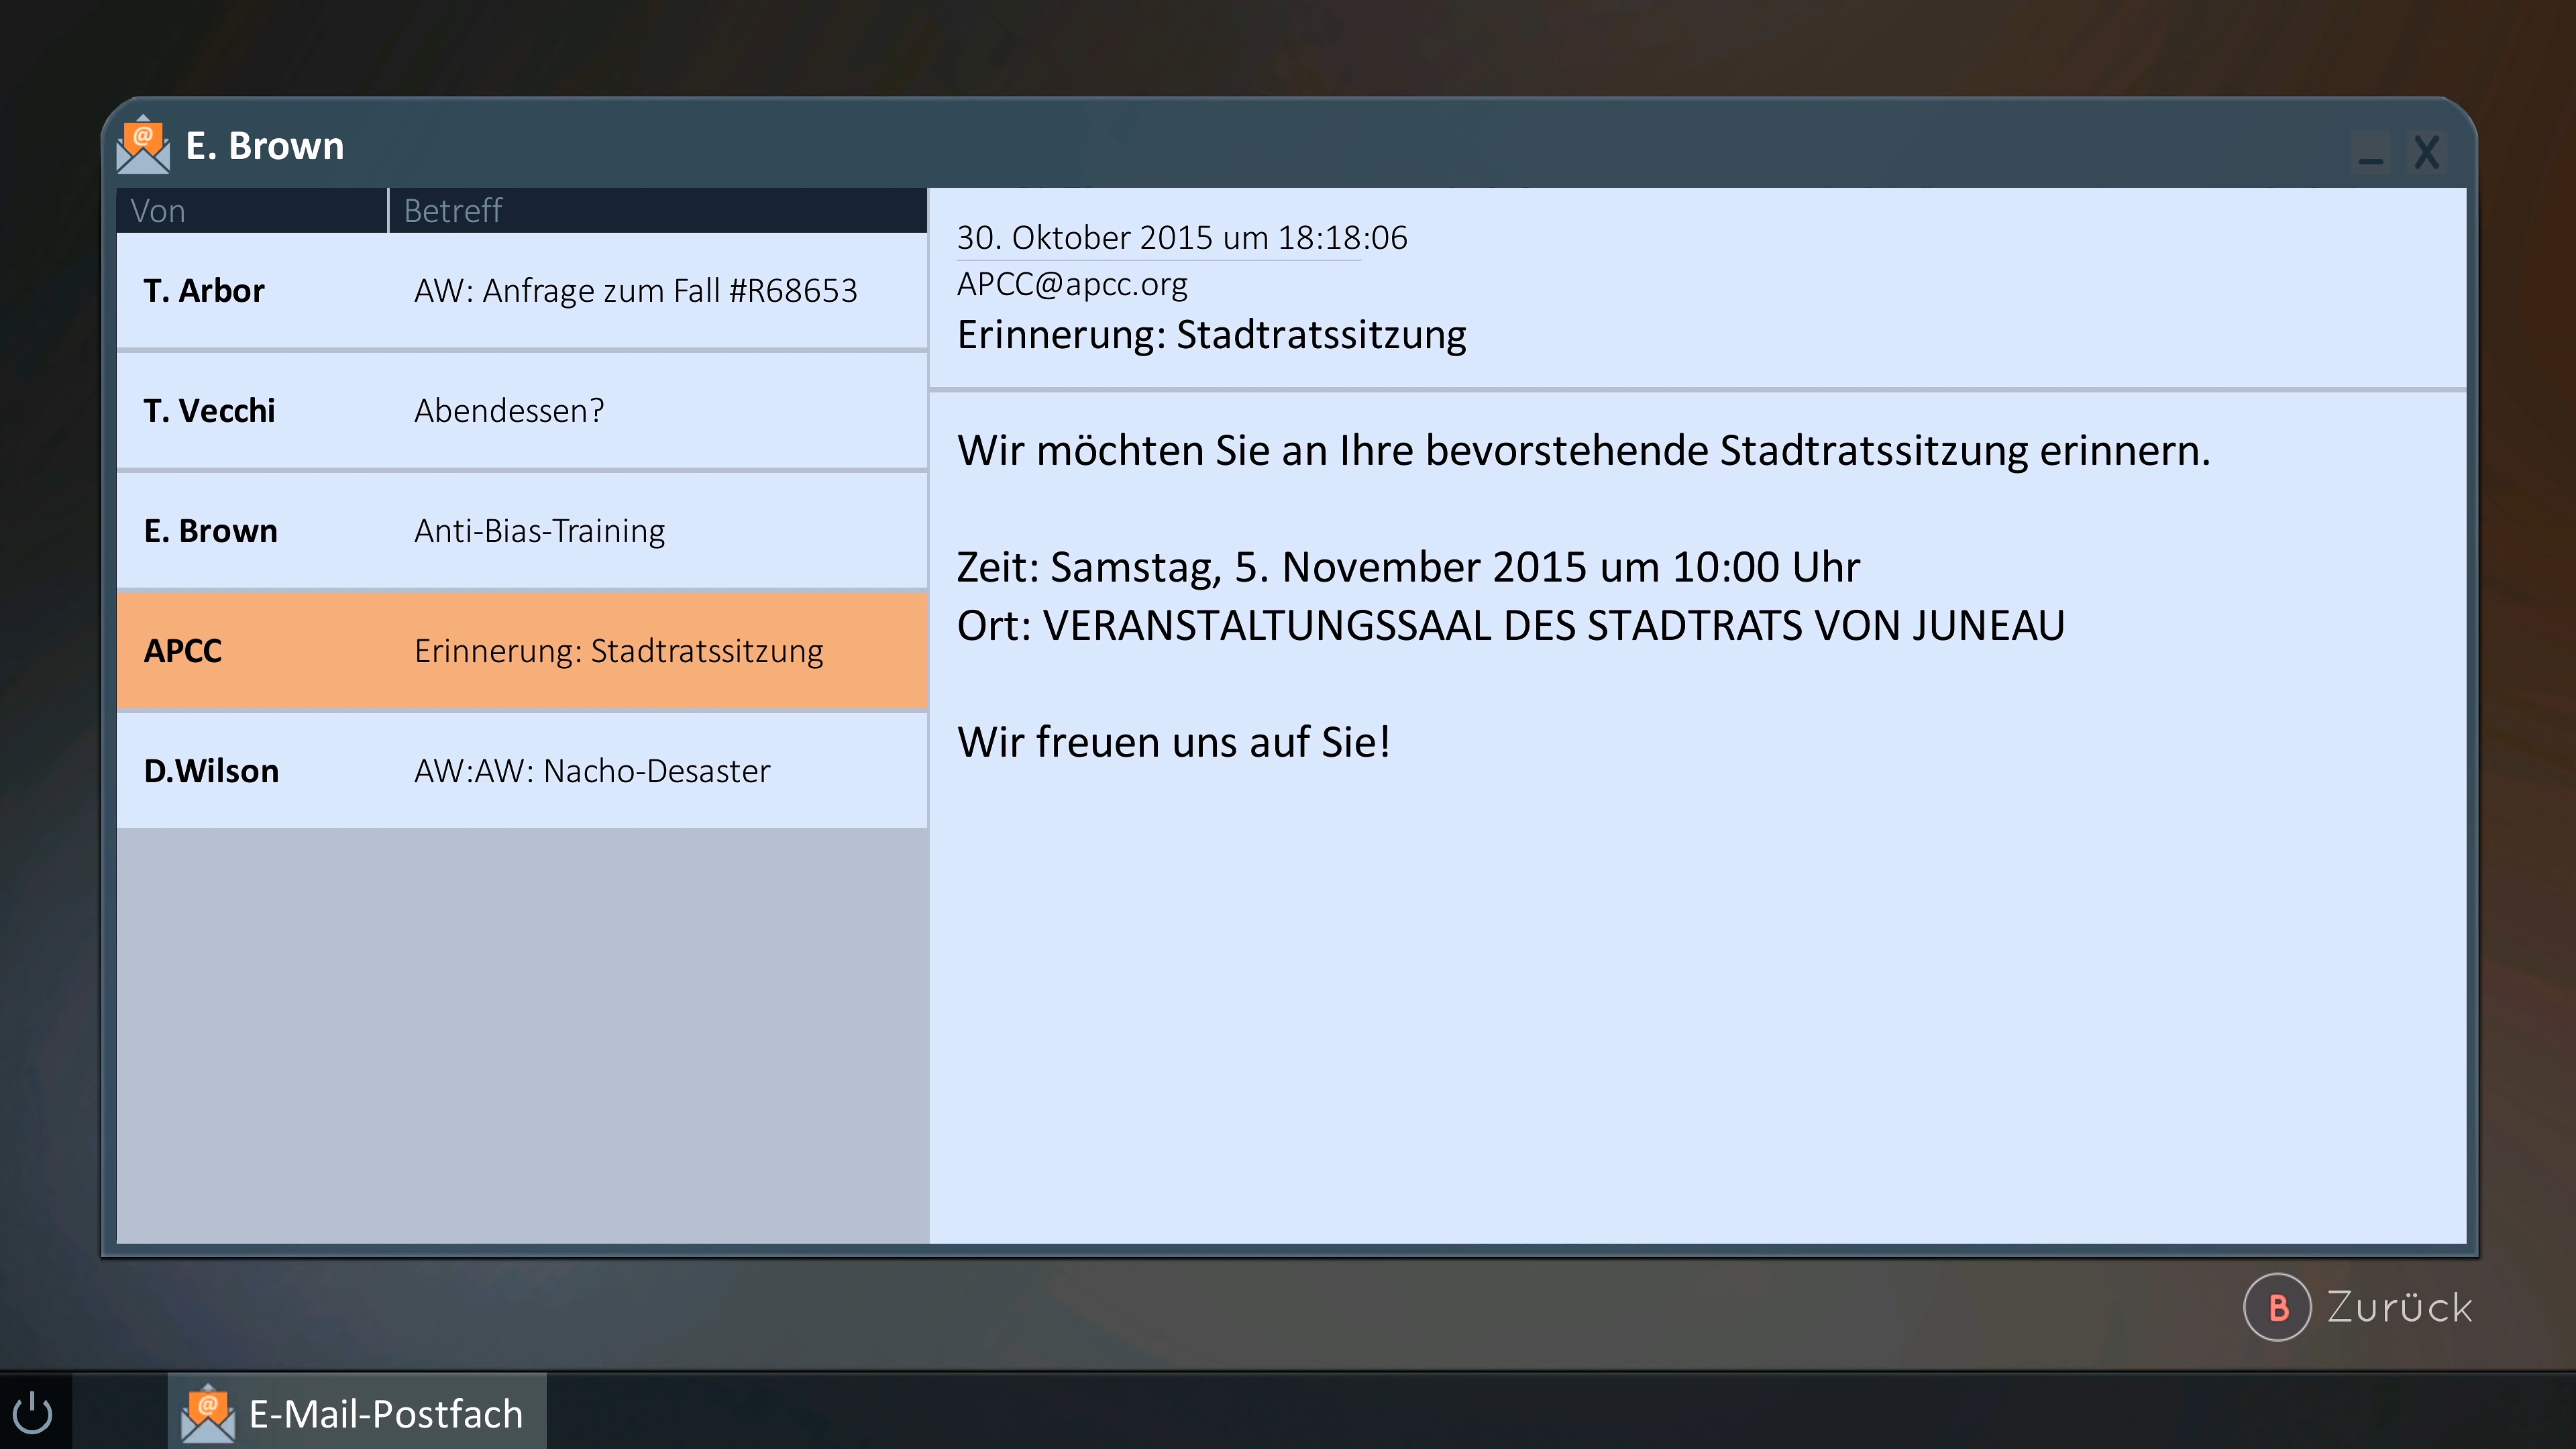 E. Brown
Von Betreff
T. Arbor AW: Anfrage zum Fall #R68653
T. Vecchi Abendessen?
E. Brown Anti-Bias-Training
APCC Erinnerung: Stadtratssitzung
D.Wilson AW:AW: Nacho-Desaster
30. Oktober 2015 um 18:18:06
APCC@apcc.org
Erinnerung: Stadtratssitzung
Wir möchten Sie an Ihre bevorstehende Stadtratssitzung erinnern.
Zeit: Samstag, 5. November 2015 um 10:00 Uhr
Ort: VERANSTALTUNGSSAAL DES STADTRATS VON JUNEAU
Wir freuen uns auf Sie!
B Zurück
E-Mail-Postfach